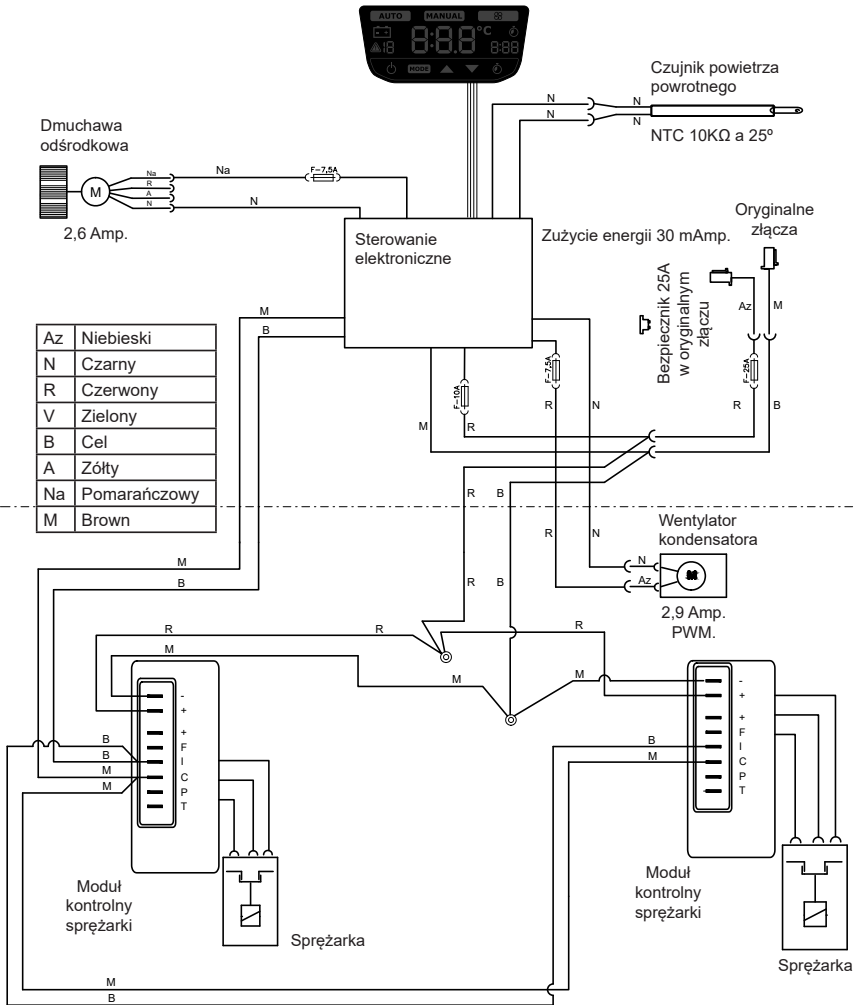 AUTO MANUAL
8:8.8 °C
18 8:88
MODE
Czujnik powietrza
powrotnego
N
N
N
N
NTC 10KΩ a 25º
Dmuchawa
odśrodkowa
M
Na
R
A
N
Na
F-7,5A
N
2,6 Amp.
Sterowanie
elektroniczne
Zużycie energii 30 mAmp.
Oryginalne
złącza
Bezpiecznik 25A
w oryginalnym
złączu
Az
M
F-25A
R
B
M
B
F-10A
F-7,5A
R
N
M
R
Az Niebieski
N Czarny
R Czerwony
V Zielony
B Cel
A Zółty
Na Pomarańczowy
M Brown
R
B
R
N
Wentylator
kondensatora
N
Az
M
2,9 Amp.
PWM.
M
B
R
B
R
R
R
M
M
M
-
+
+
F
I
C
P
T
B
B
M
M
Moduł
kontrolny
sprężarki
Sprężarka
-
+
+
F
I
C
P
T
B
M
Moduł
kontrolny
sprężarki
Sprężarka
M
B